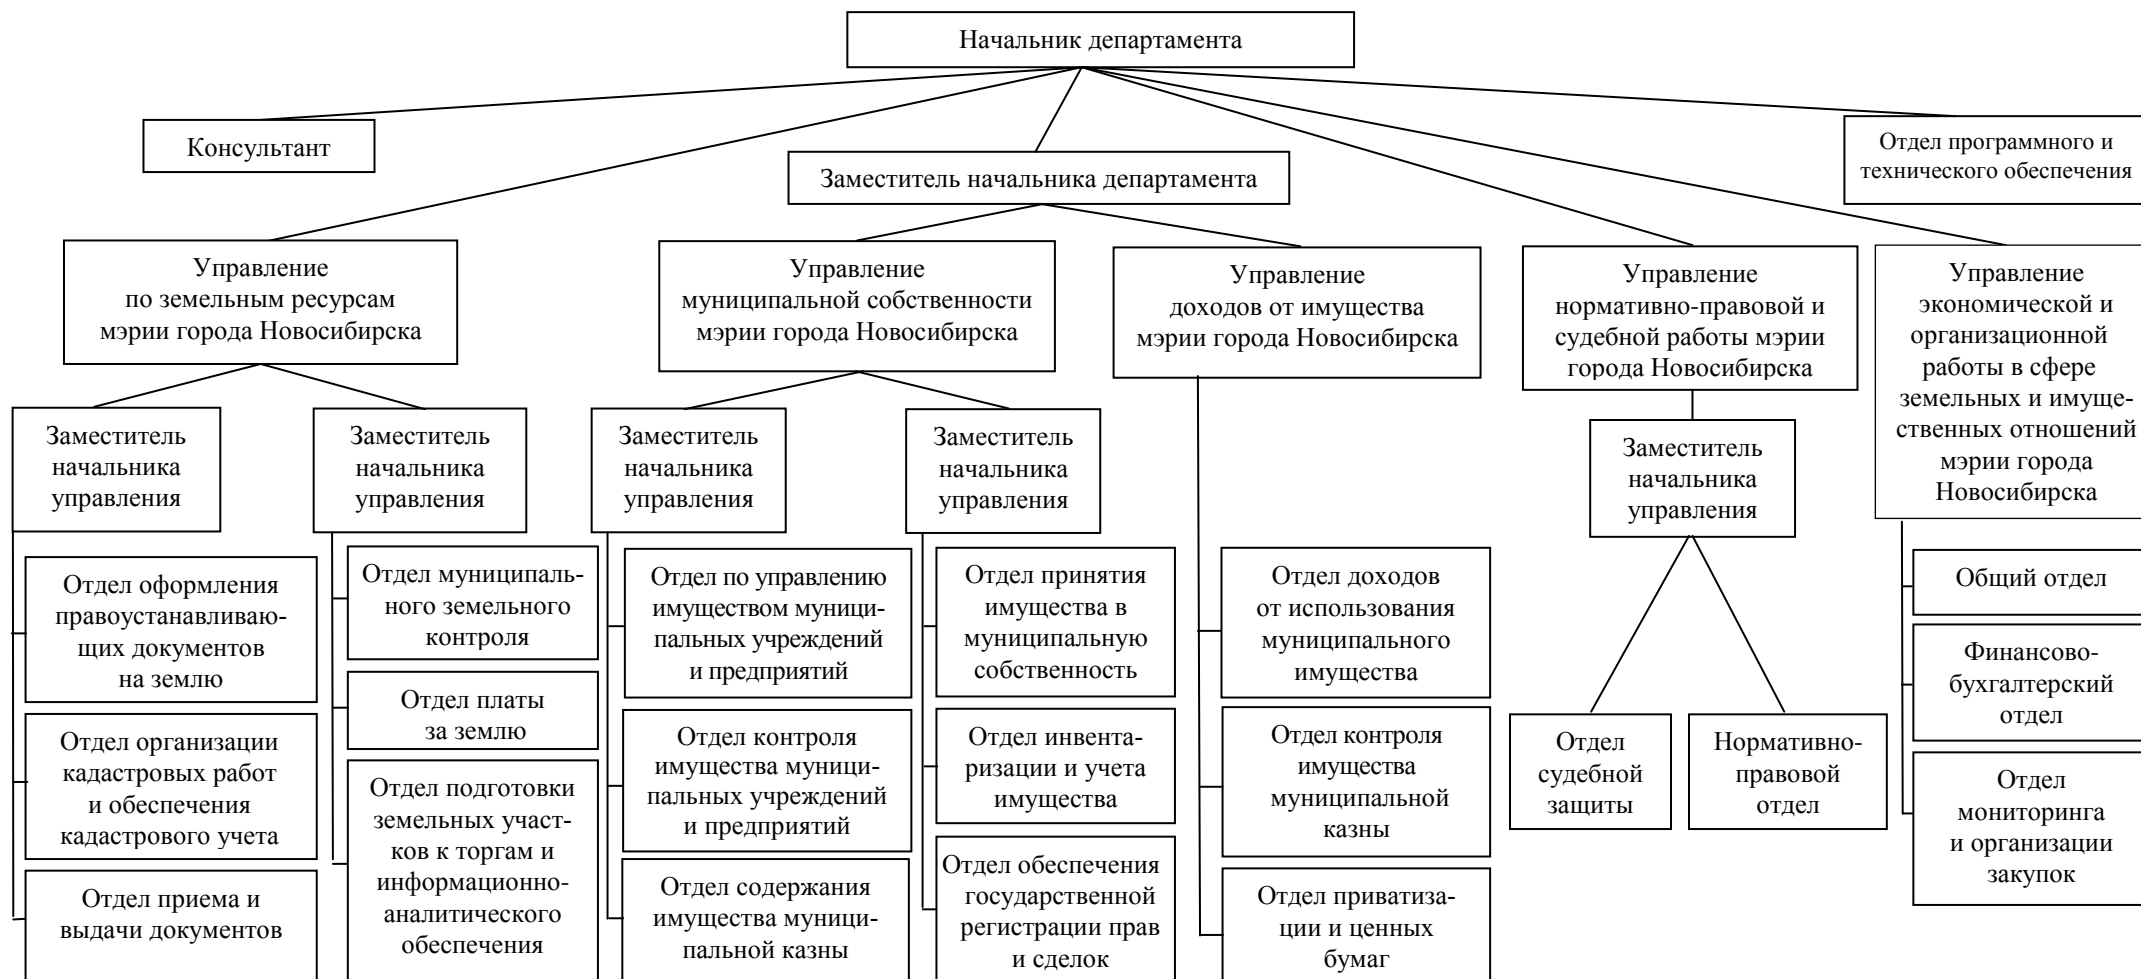 Начальник департамента
Консультант
Отдел программного и
технического обеспечения
Заместитель начальника департамента
Управление
по земельным ресурсам
мэрии города Новосибирска
Управление
муниципальной собственности
мэрии города Новосибирска
Управление
доходов от имущества
мэрии города Новосибирска
Управление
нормативно-правовой и
судебной работы мэрии
города Новосибирска
Управление
экономической и
организационной
работы в сфере
земельных и имуще-
ственных отношений
мэрии города
Новосибирска
Заместитель
начальника
управления
Заместитель
начальника
управления
Заместитель
начальника
управления
Заместитель
начальника
управления
Заместитель
начальника
управления
Отдел оформления
правоустанавливаю-
щих документов
на землю
Отдел организации
кадастровых работ
и обеспечения
кадастрового учета
Отдел приема и
выдачи документов
Отдел муниципаль-
ного земельного
контроля
Отдел платы
за землю
Отдел подготовки
земельных участ-
ков к торгам и
информационно-
аналитического
обеспечения
Отдел по управлению
имуществом муници-
пальных учреждений
и предприятий
Отдел контроля
имущества муници-
пальных учреждений
и предприятий
Отдел содержания
имущества муници-
пальной казны
Отдел принятия
имущества в
муниципальную
собственность
Отдел инвента-
ризации и учета
имущества
Отдел обеспечения
государственной
регистрации прав
и сделок
Отдел доходов
от использования
муниципального
имущества
Отдел контроля
имущества
муниципальной
казны
Отдел приватиза-
ции и ценных
бумаг
Отдел
судебной
защиты
Нормативно-
правовой
отдел
Общий отдел
Финансово-
бухгалтерский
отдел
Отдел
мониторинга
и организации
закупок